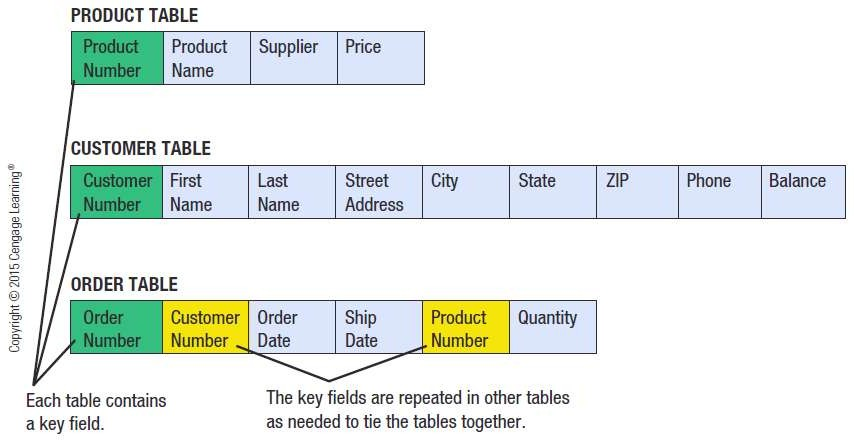 PRODUCT TABLE
Product Number
Product Name
Supplier
Price
CUSTOMER TABLE
Customer Number
First Name
Last Name
Street Address
City
State
ZIP
Phone
Balance
ORDER TABLE
Order Number
Customer Number
Order Date
Ship Date
Product Number
Quantity
Each table contains
a key field.
The key fields are repeated in other tables
as needed to tie the tables together.
Copyright © 2015 Cengage Learning®